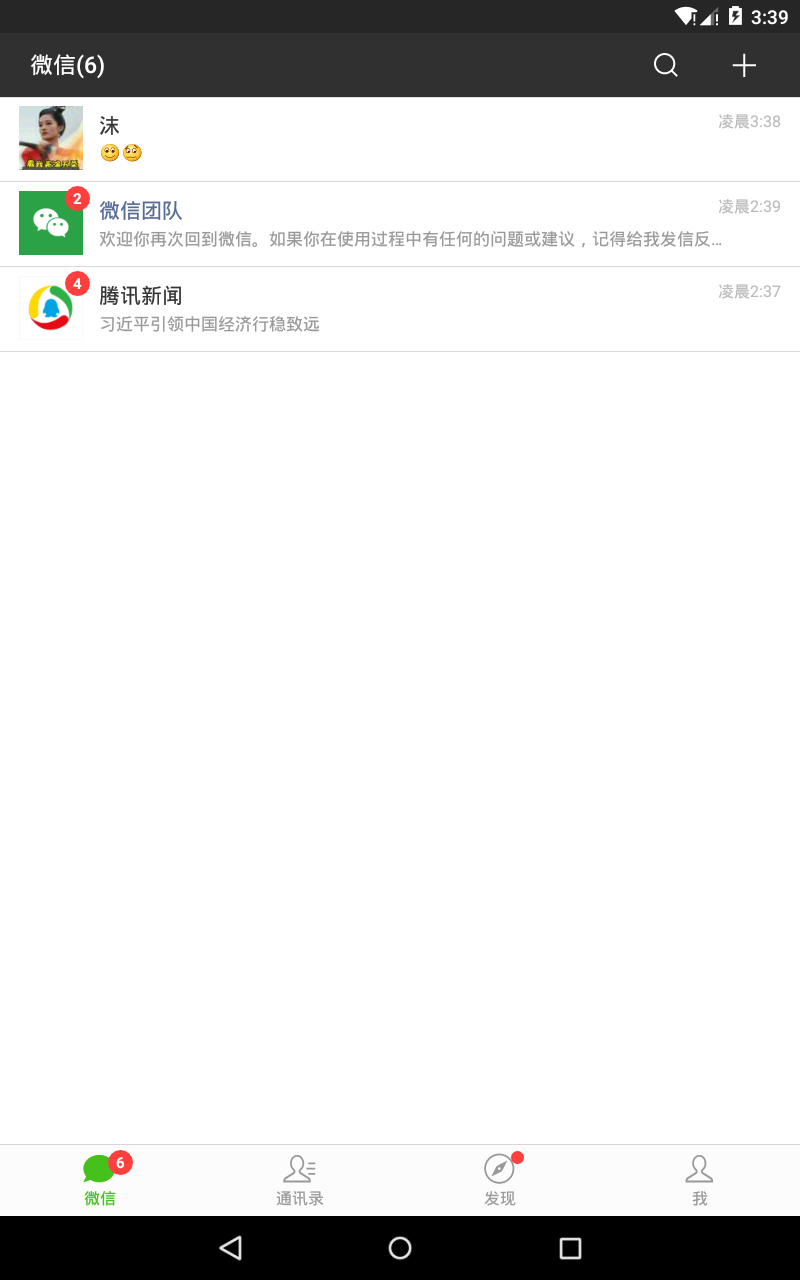 3:39
微信(6)
沫
凌晨3:38
2
微信团队
凌晨2:39
欢迎你再次回到微信。如果你在使用过程中有任何的问题或建议，记得给我发信反...
4
腾讯新闻
凌晨2:37
习近平引领中国经济行稳致远
6
微信
通讯录
发现
我